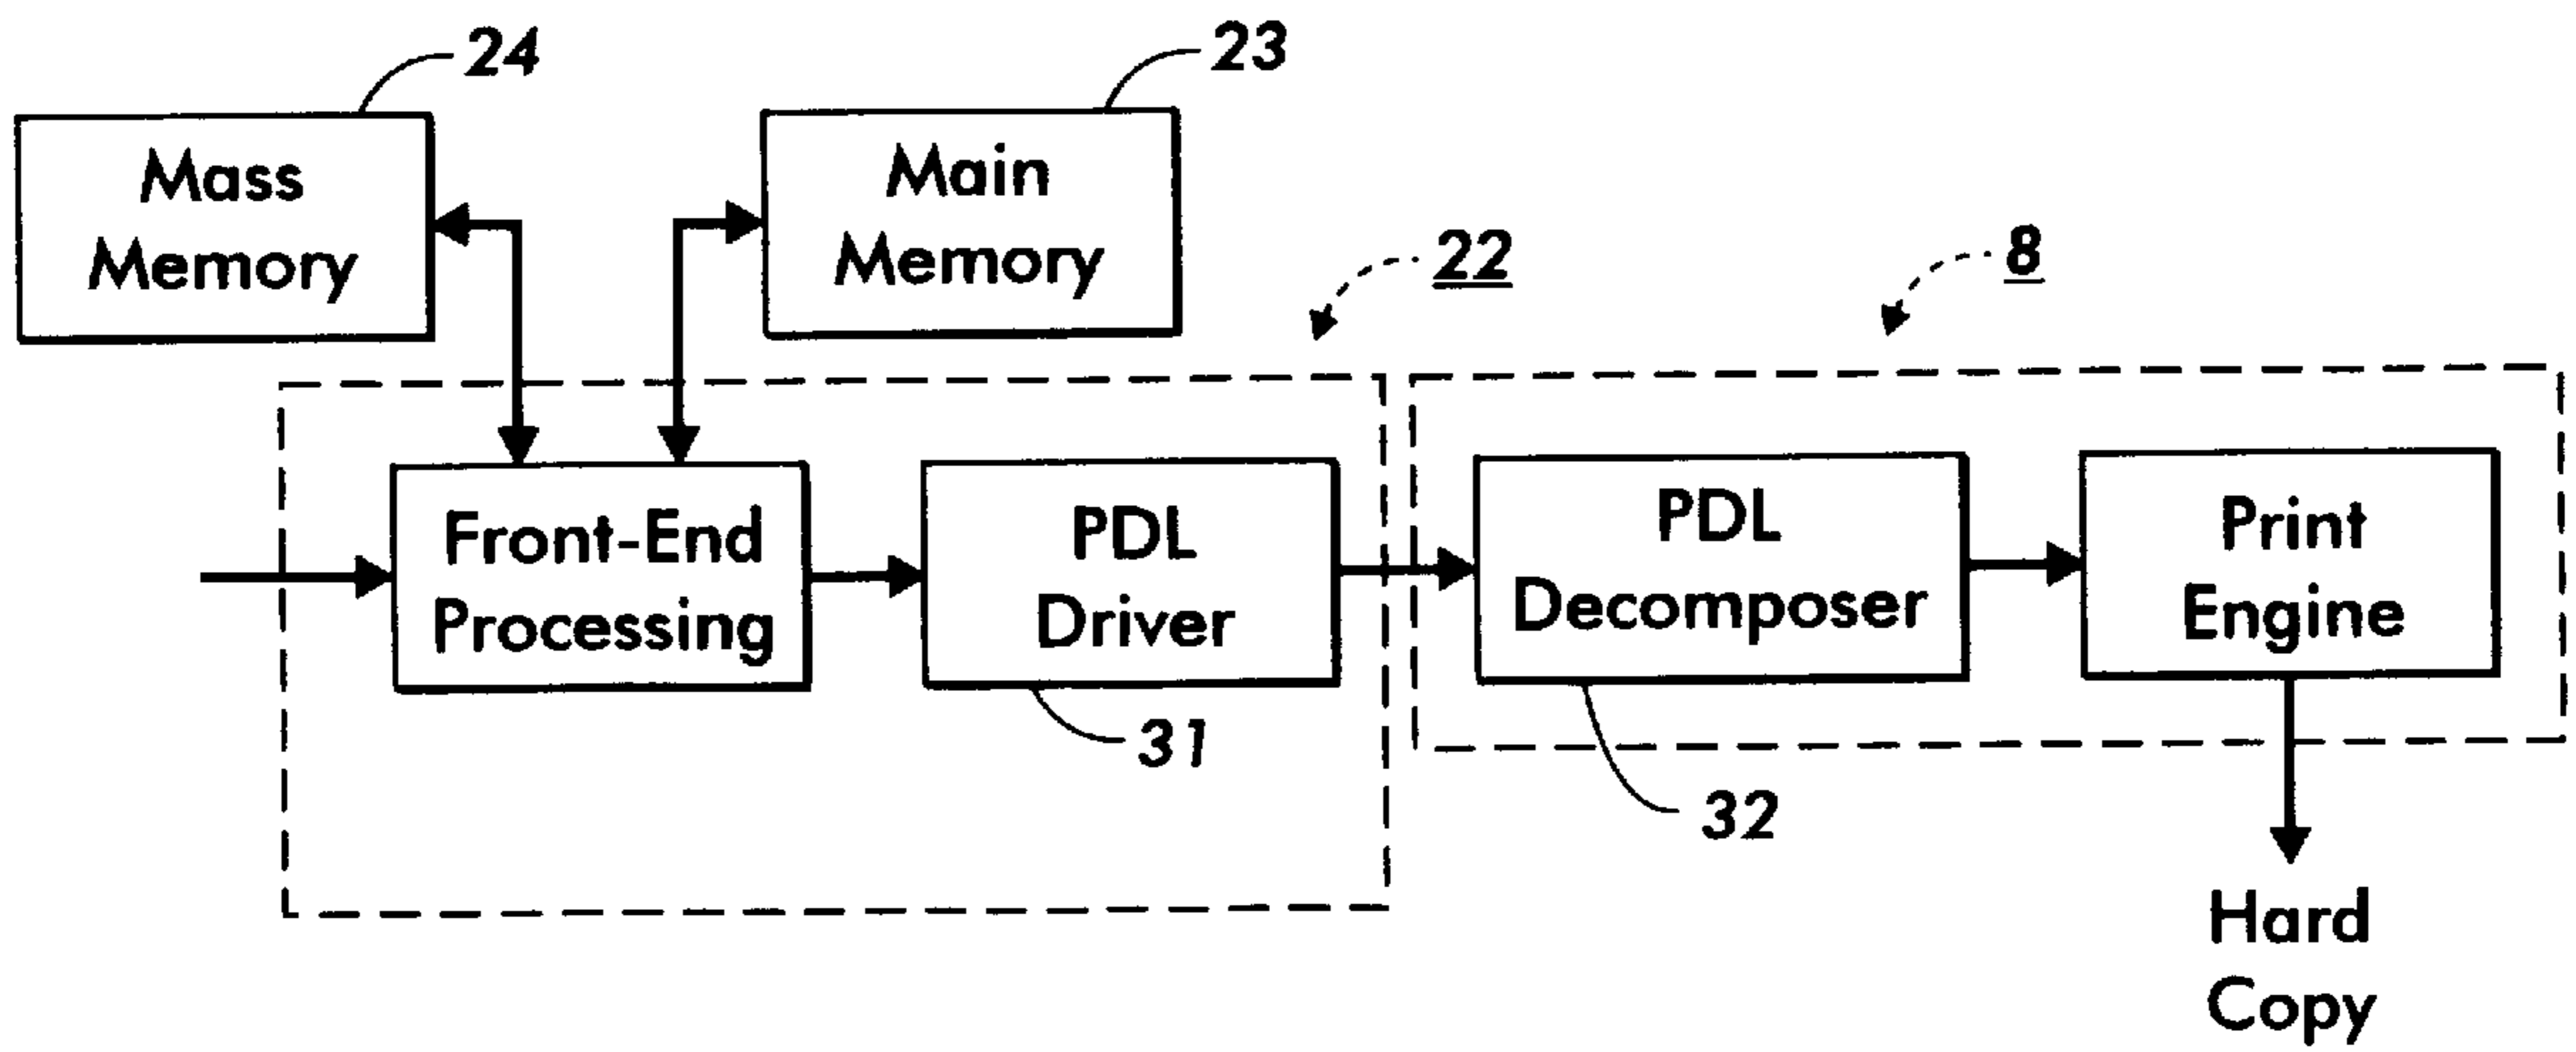 24
23
Mass
Memory
Main
Memory
22
8
Front-End
Processing
PDL
Driver
PDL
Decomposer
Print
Engine
31
32
Hard
Copy